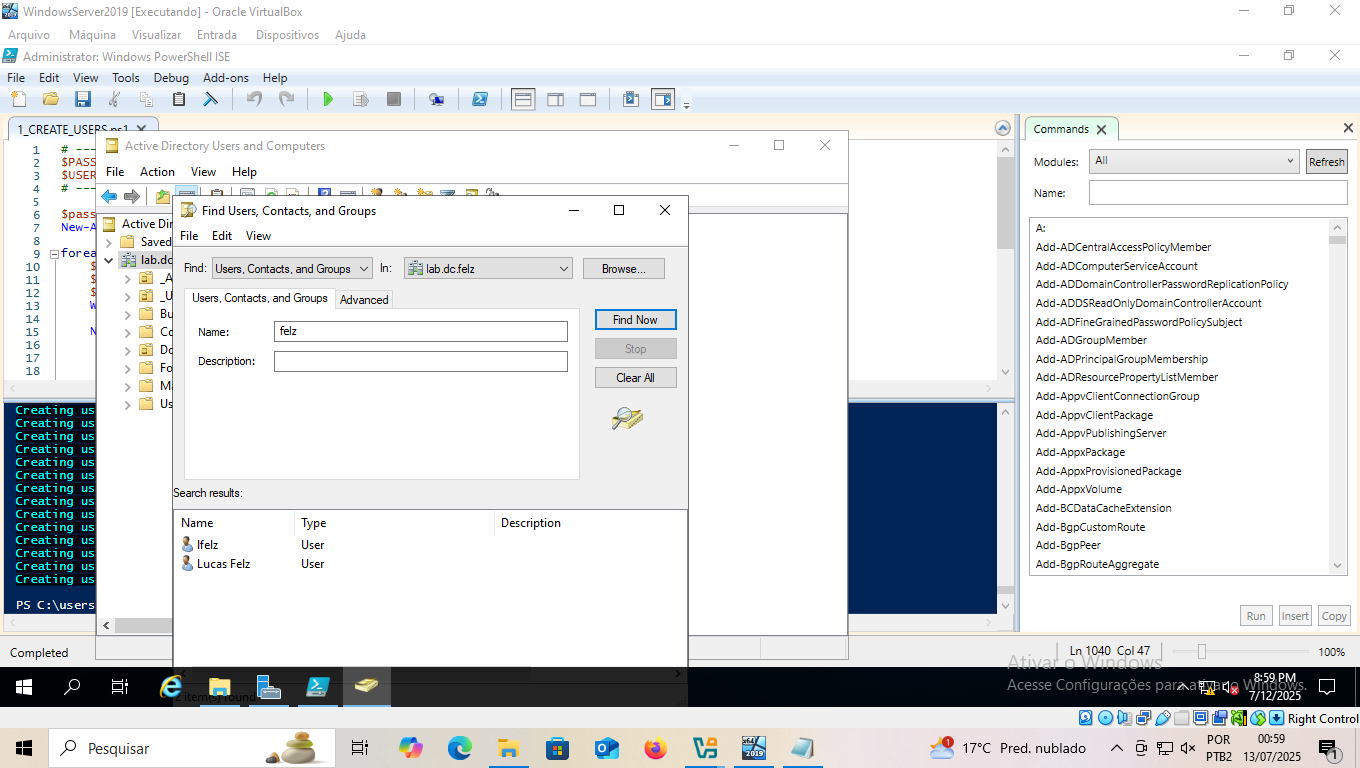 WindowsServer2019 [Executando] - Oracle VirtualBox
Arquivo Máquina Visualizar Entrada Dispositivos Ajuda
Administrator: Windows PowerShell ISE
File Edit View Tools Debug Add-ons Help
1_CREATE_USERS.ps1
1 # ---
2 $PASS
3 $USER
4 # ---
5
6 $pass
7 New-A
8
9 forea
10 $
11 $
12 $
13 W
14
15 N
16
17
18
Active Directory Users and Computers
File Action View Help
Active Dir
Saved
lab.dc
_A
_U
Bu
Co
Do
Fo
Ma
Us
Find Users, Contacts, and Groups
File Edit View
Find: Users, Contacts, and Groups In: lab.dc.felz Browse...
Users, Contacts, and Groups Advanced
Name: felz
Description:
Find Now
Stop
Clear All
Search results:
Name Type Description
lfelz User
Lucas Felz User
2 item(s) found
Creating us
Creating us
Creating us
Creating us
Creating us
Creating us
Creating us
Creating us
Creating us
Creating us
Creating us
Creating us
Creating us
Creating us
PS C:\users
Commands
Modules: All Refresh
Name:
A:
Add-ADCentralAccessPolicyMember
Add-ADComputerServiceAccount
Add-ADDomainControllerPasswordReplicationPolicy
Add-ADDSReadOnlyDomainControllerAccount
Add-ADFineGrainedPasswordPolicySubject
Add-ADGroupMember
Add-ADPrincipalGroupMembership
Add-ADResourcePropertyListMember
Add-AppvClientConnectionGroup
Add-AppvClientPackage
Add-AppvPublishingServer
Add-AppxPackage
Add-AppxProvisionedPackage
Add-AppxVolume
Add-BCDataCacheExtension
Add-BgpCustomRoute
Add-BgpPeer
Add-BgpRouteAggregate
Run Insert Copy
Completed
Ln 1040 Col 47
100%
Ativar o Windows
Acesse Configurações para ativar o Windows.
8:59 PM
7/12/2025
Right Control
Pesquisar
17°C Pred. nublado
POR
PTB2
00:59
13/07/2025
1